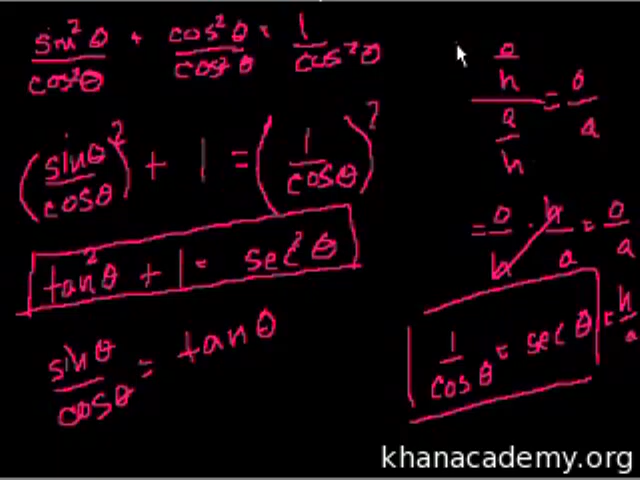 sin²θ/cos²θ + cos²θ/cos²θ = 1/cos²θ
(sinθ/cosθ)² + 1 = (1/cosθ)²
tan²θ + 1 = sec²θ
sinθ/cosθ = tanθ
o/h / a/h = o/a
= o/h · h/a = o/a
1/cosθ = secθ = h/a
khanacademy.org